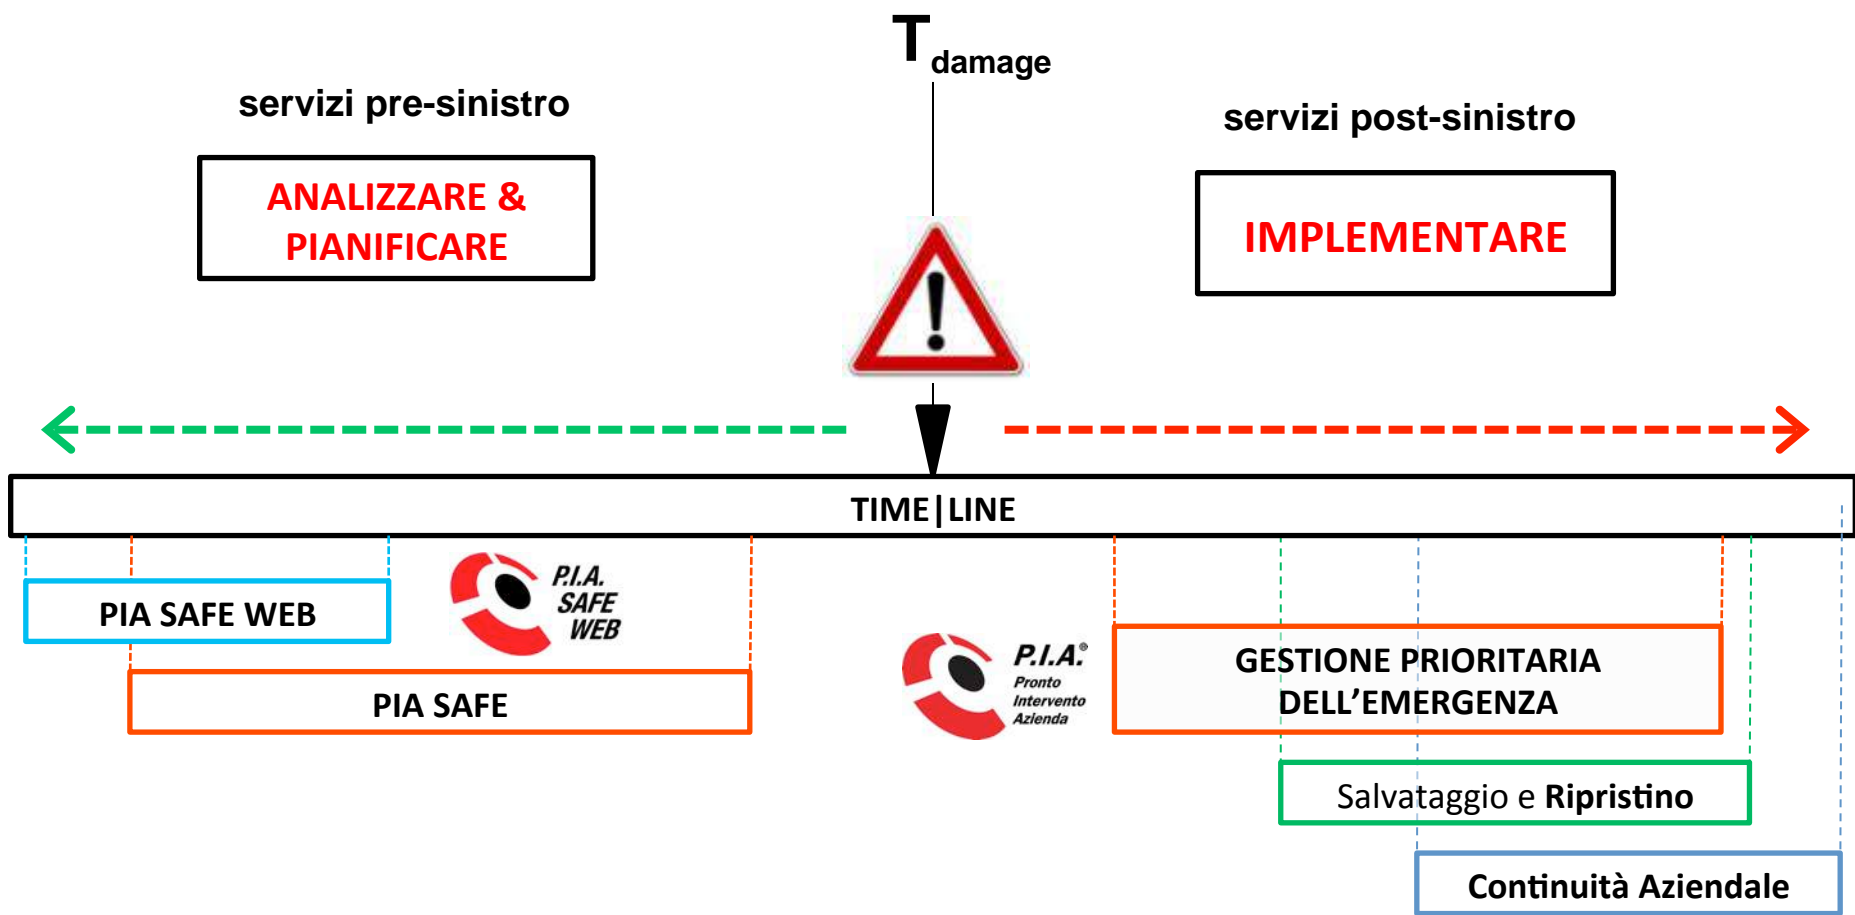 T damage
servizi pre-sinistro
servizi post-sinistro
ANALIZZARE &
PIANIFICARE
IMPLEMENTARE
TIME|LINE
PIA SAFE WEB
P.I.A.
SAFE
WEB
PIA SAFE
P.I.A.®
Pronto
Intervento
Azienda
GESTIONE PRIORITARIA
DELL’EMERGENZA
Salvataggio e Ripristino
Continuità Aziendale